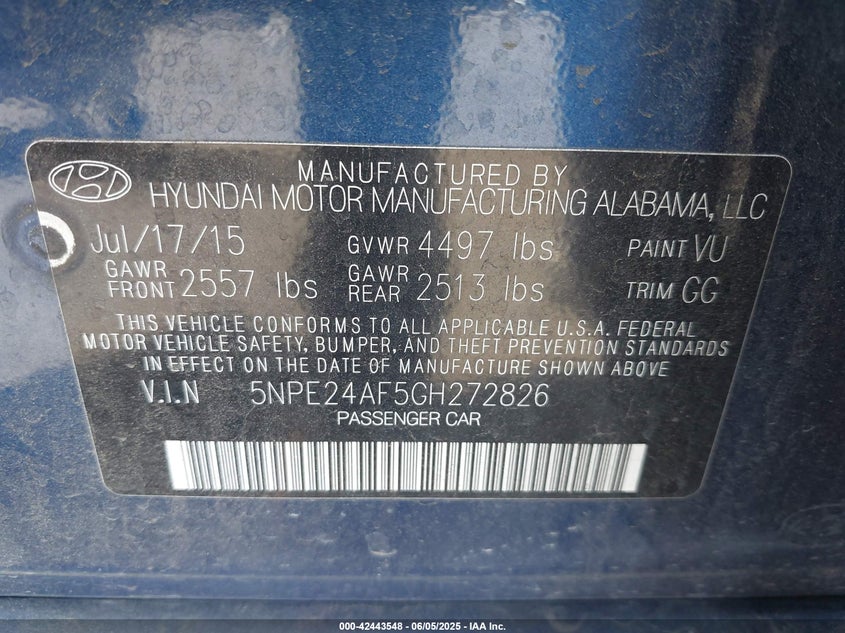 MANUFACTURED BY
HYUNDAI MOTOR MANUFACTURING ALABAMA, LLC
Jul/17/15 GVWR 4497 lbs PAINT VU
GAWR FRONT 2557 lbs GAWR REAR 2513 lbs TRIM GG
THIS VEHICLE CONFORMS TO ALL APPLICABLE U.S.A. FEDERAL
MOTOR VEHICLE SAFETY, BUMPER, AND THEFT PREVENTION STANDARDS
IN EFFECT ON THE DATE OF MANUFACTURE SHOWN ABOVE
V.I.N 5NPE24AF5GH272826
PASSENGER CAR
000-42443548 - 06/05/2025 - IAA Inc.